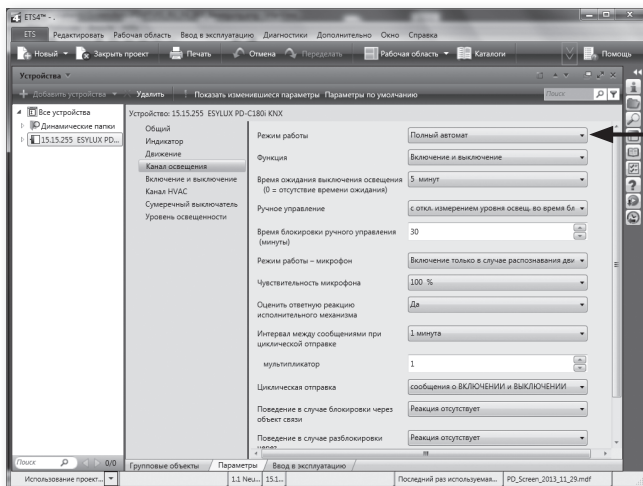 ETS4™ - .
ETS Редактировать Рабочая область Ввод в эксплуатацию Диагностики Дополнительно Окно Справка
Новый Закрыть проект Печать Отмена Переделать Рабочая область Каталоги Помощь
Устройства
Добавить устройства Удалить Показать изменившиеся параметры Параметры по умолчанию Поиск
Все устройства
Динамические папки
15.15.255 ESYLUX PD...
Устройство: 15.15.255 ESYLUX PD-C180i KNX
Общий
Индикатор
Движение
Канал освещения
Включение и выключение
Канал HVAC
Сумеречный выключатель
Уровень освещенности
Режим работы Полный автомат
Функция Включение и выключение
Время ожидания выключения освещения 5 минут
(0 = отсутствие времени ожидания)
Ручное управление с откл. измерением уровня освещ. во время бл
Время блокировки ручного управления 30
(минуты)
Режим работы – микрофон Включение только в случае распознавания дви
Чувствительность микрофона 100 %
Оценить ответную реакцию Да
исполнительного механизма
Интервал между сообщениями при 1 минута
циклической отправке
мультипликатор 1
Циклическая отправка сообщения о ВКЛЮЧЕНИИ и ВЫКЛЮЧЕНИИ
Поведение в случае блокировки через Реакция отсутствует
объект связи
Поведение в случае разблокировки Реакция отсутствует
через
Поиск 0/0
Групповые объекты Параметры Ввод в эксплуатацию
Использование проект... 1.1 Neu... 15.1... Последний раз используемая... PD_Screen_2013_11_29.mdf